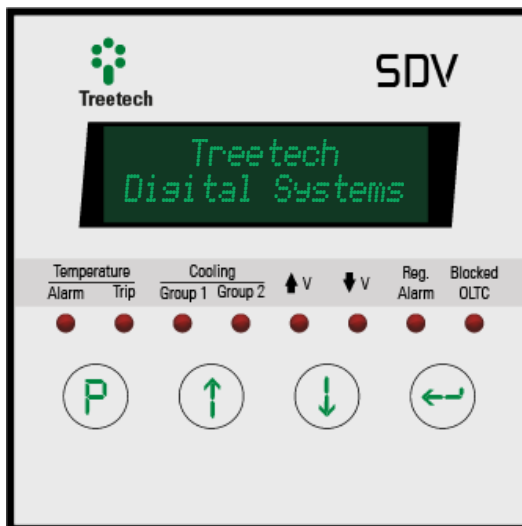 SDV
Treetech
Treetech
Digital Systems
Temperature Cooling
Alarm Trip Group 1 Group 2 V V Reg. Alarm Blocked OLTC
P